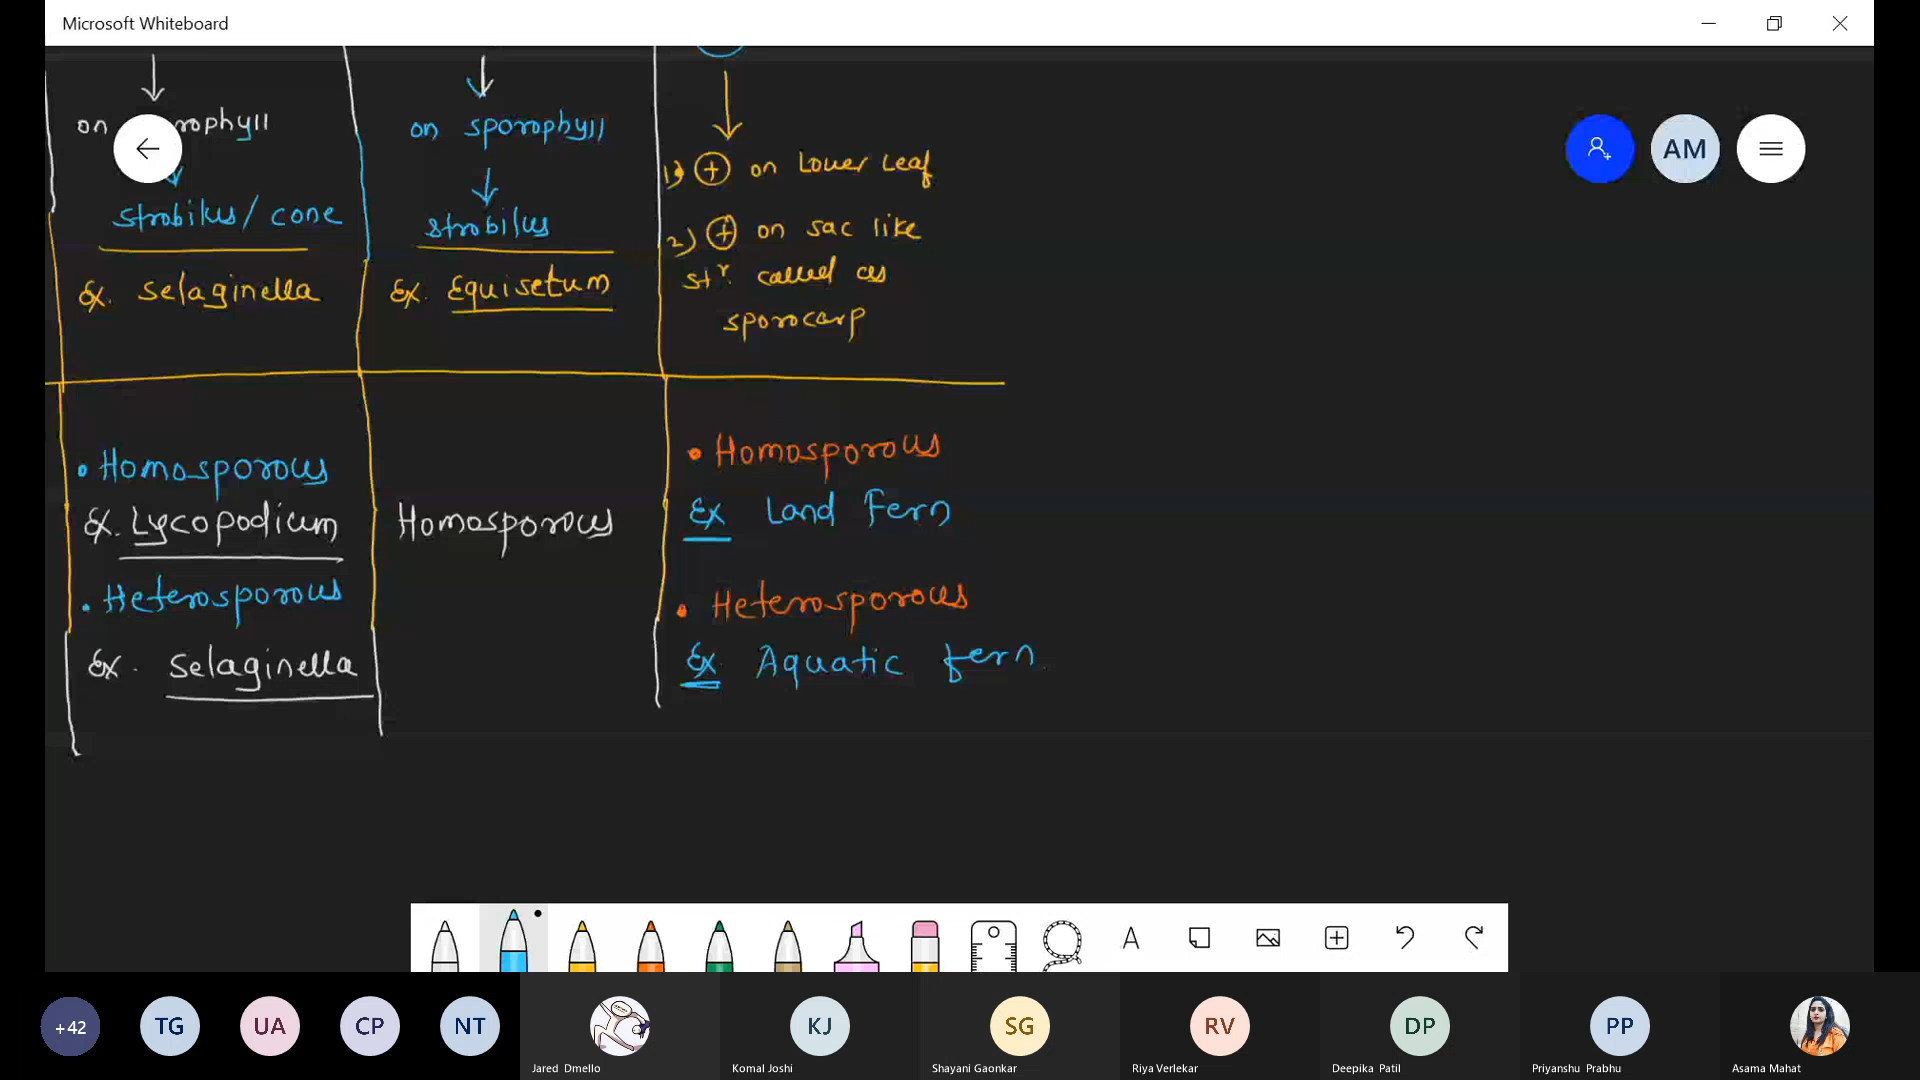 Microsoft Whiteboard
on rophyll
strobilus/ cone
Ex. selaginella
on sporophyll
strobilus
Ex. Equisetum
1) + on Lower Leaf
2) + on sac like
str. called as
sporocarp
• Homosporous
Ex. Lycopodium
• Heterosporous
Ex. selaginella
Homosporous
• Homosporous
Ex Land Fern
• Heterosporous
Ex Aquatic fern.
AM
A
+42
TG
UA
CP
NT
KJ
SG
RV
DP
PP
Jared Dmello
Komal Joshi
Shayani Gaonkar
Riya Verlekar
Deepika Patil
Priyanshu Prabhu
Asama Mahat